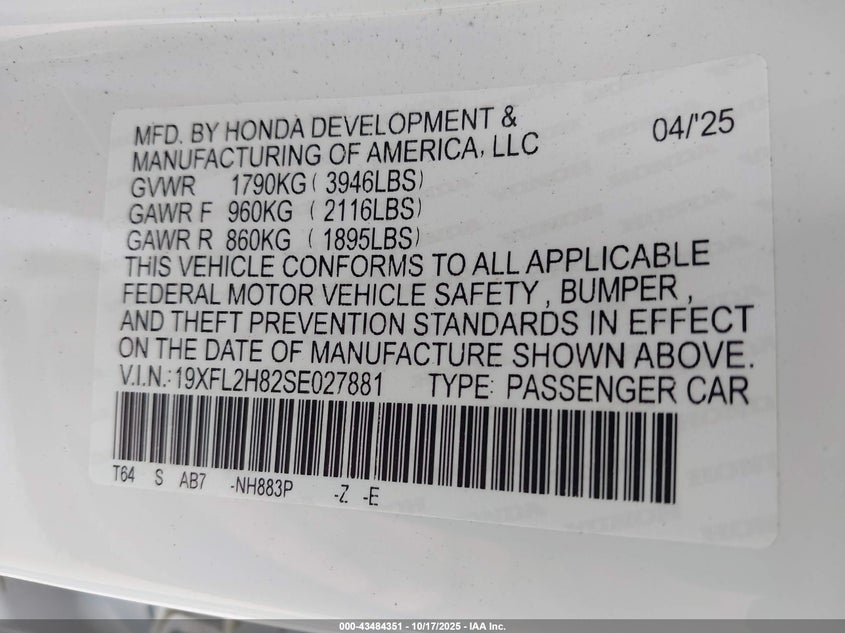 MFD. BY HONDA DEVELOPMENT &
MANUFACTURING OF AMERICA, LLC
04/'25
GVWR 1790KG ( 3946LBS)
GAWR F 960KG ( 2116LBS)
GAWR R 860KG ( 1895LBS)
THIS VEHICLE CONFORMS TO ALL APPLICABLE
FEDERAL MOTOR VEHICLE SAFETY , BUMPER ,
AND THEFT PREVENTION STANDARDS IN EFFECT
ON THE DATE OF MANUFACTURE SHOWN ABOVE.
V.I.N.:19XFL2H82SE027881 TYPE: PASSENGER CAR
T64 S AB7 -NH883P -Z -E
000-43484351 | 10/17/2025 - IAA Inc.